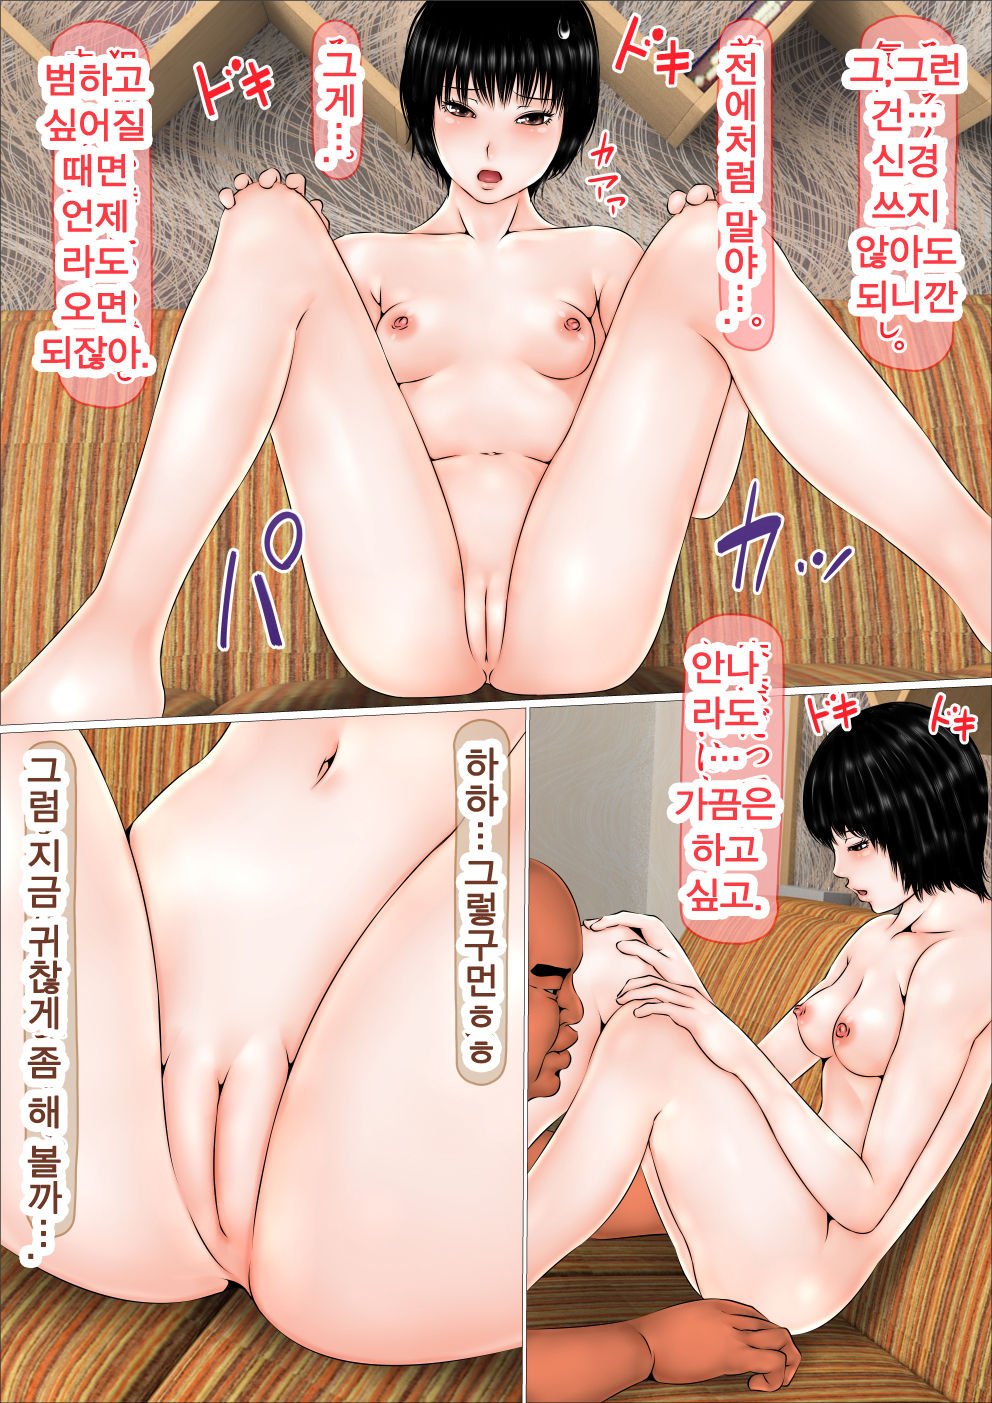 그,그런
건…
신경
쓰지
않아도
되니깐
전에처럼 말야….
ドキ
그게….
ドキ
カアァ
범하고
싶어질
때면
언제
라도
오면
되잖아.
パカッ
안나
라도
…
가끔은
하고
싶고.
ドキ
ドキ
하하…그렇구먼ㅎㅎ
그럼 지금 귀찮게 좀 해 볼까….